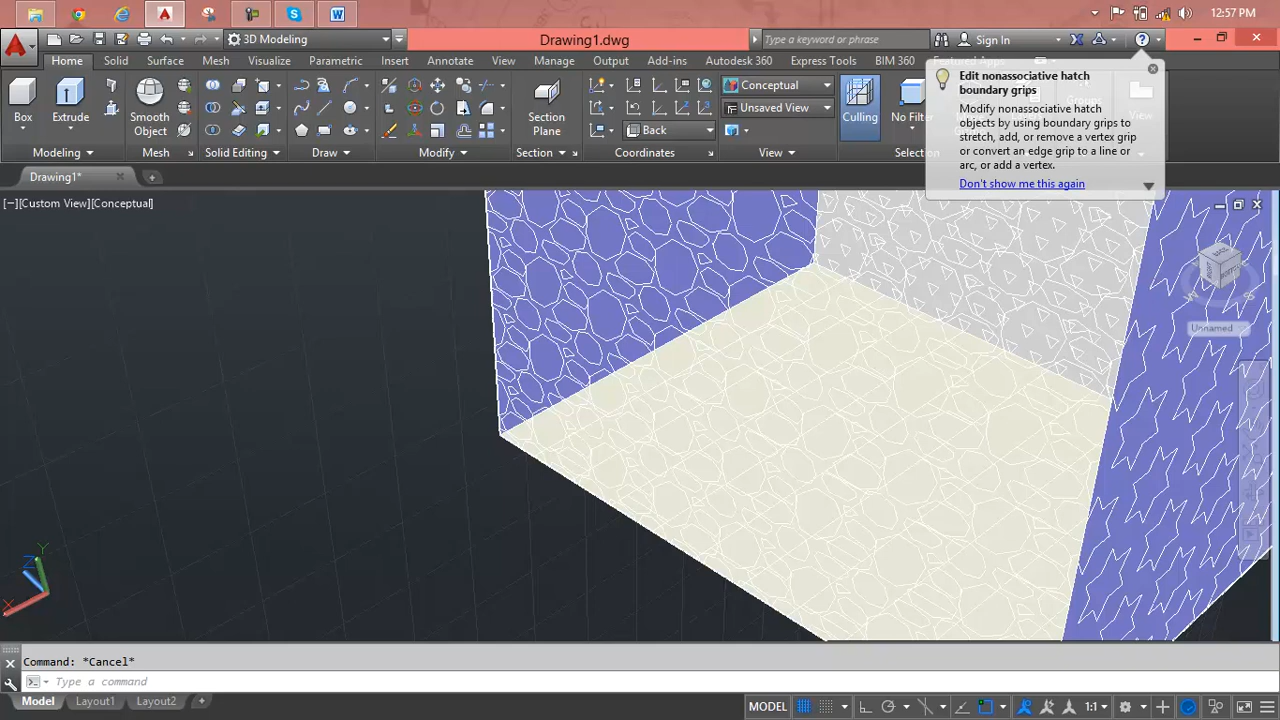 12:57 PM
3D Modeling
Drawing1.dwg
Type a keyword or phrase
Sign In
Home Solid Surface Mesh Visualize Parametric Insert Annotate View Manage Output Add-ins Autodesk 360 Express Tools BIM 360 Featured Apps
Edit nonassociative hatch
boundary grips
Modify nonassociative hatch
objects by using boundary grips to
stretch, add, or remove a vertex grip
or convert an edge grip to a line or
arc, or add a vertex.
Don't show me this again
Conceptual
Unsaved View
Back
Box Extrude Smooth Object Section Plane Culling No Filter View
Modeling Mesh Solid Editing Draw Modify Section Coordinates View Selection
Drawing1*
[−][Custom View][Conceptual]
Unnamed
Z Y
X
Command: *Cancel*
Type a command
Model Layout1 Layout2 MODEL 1:1